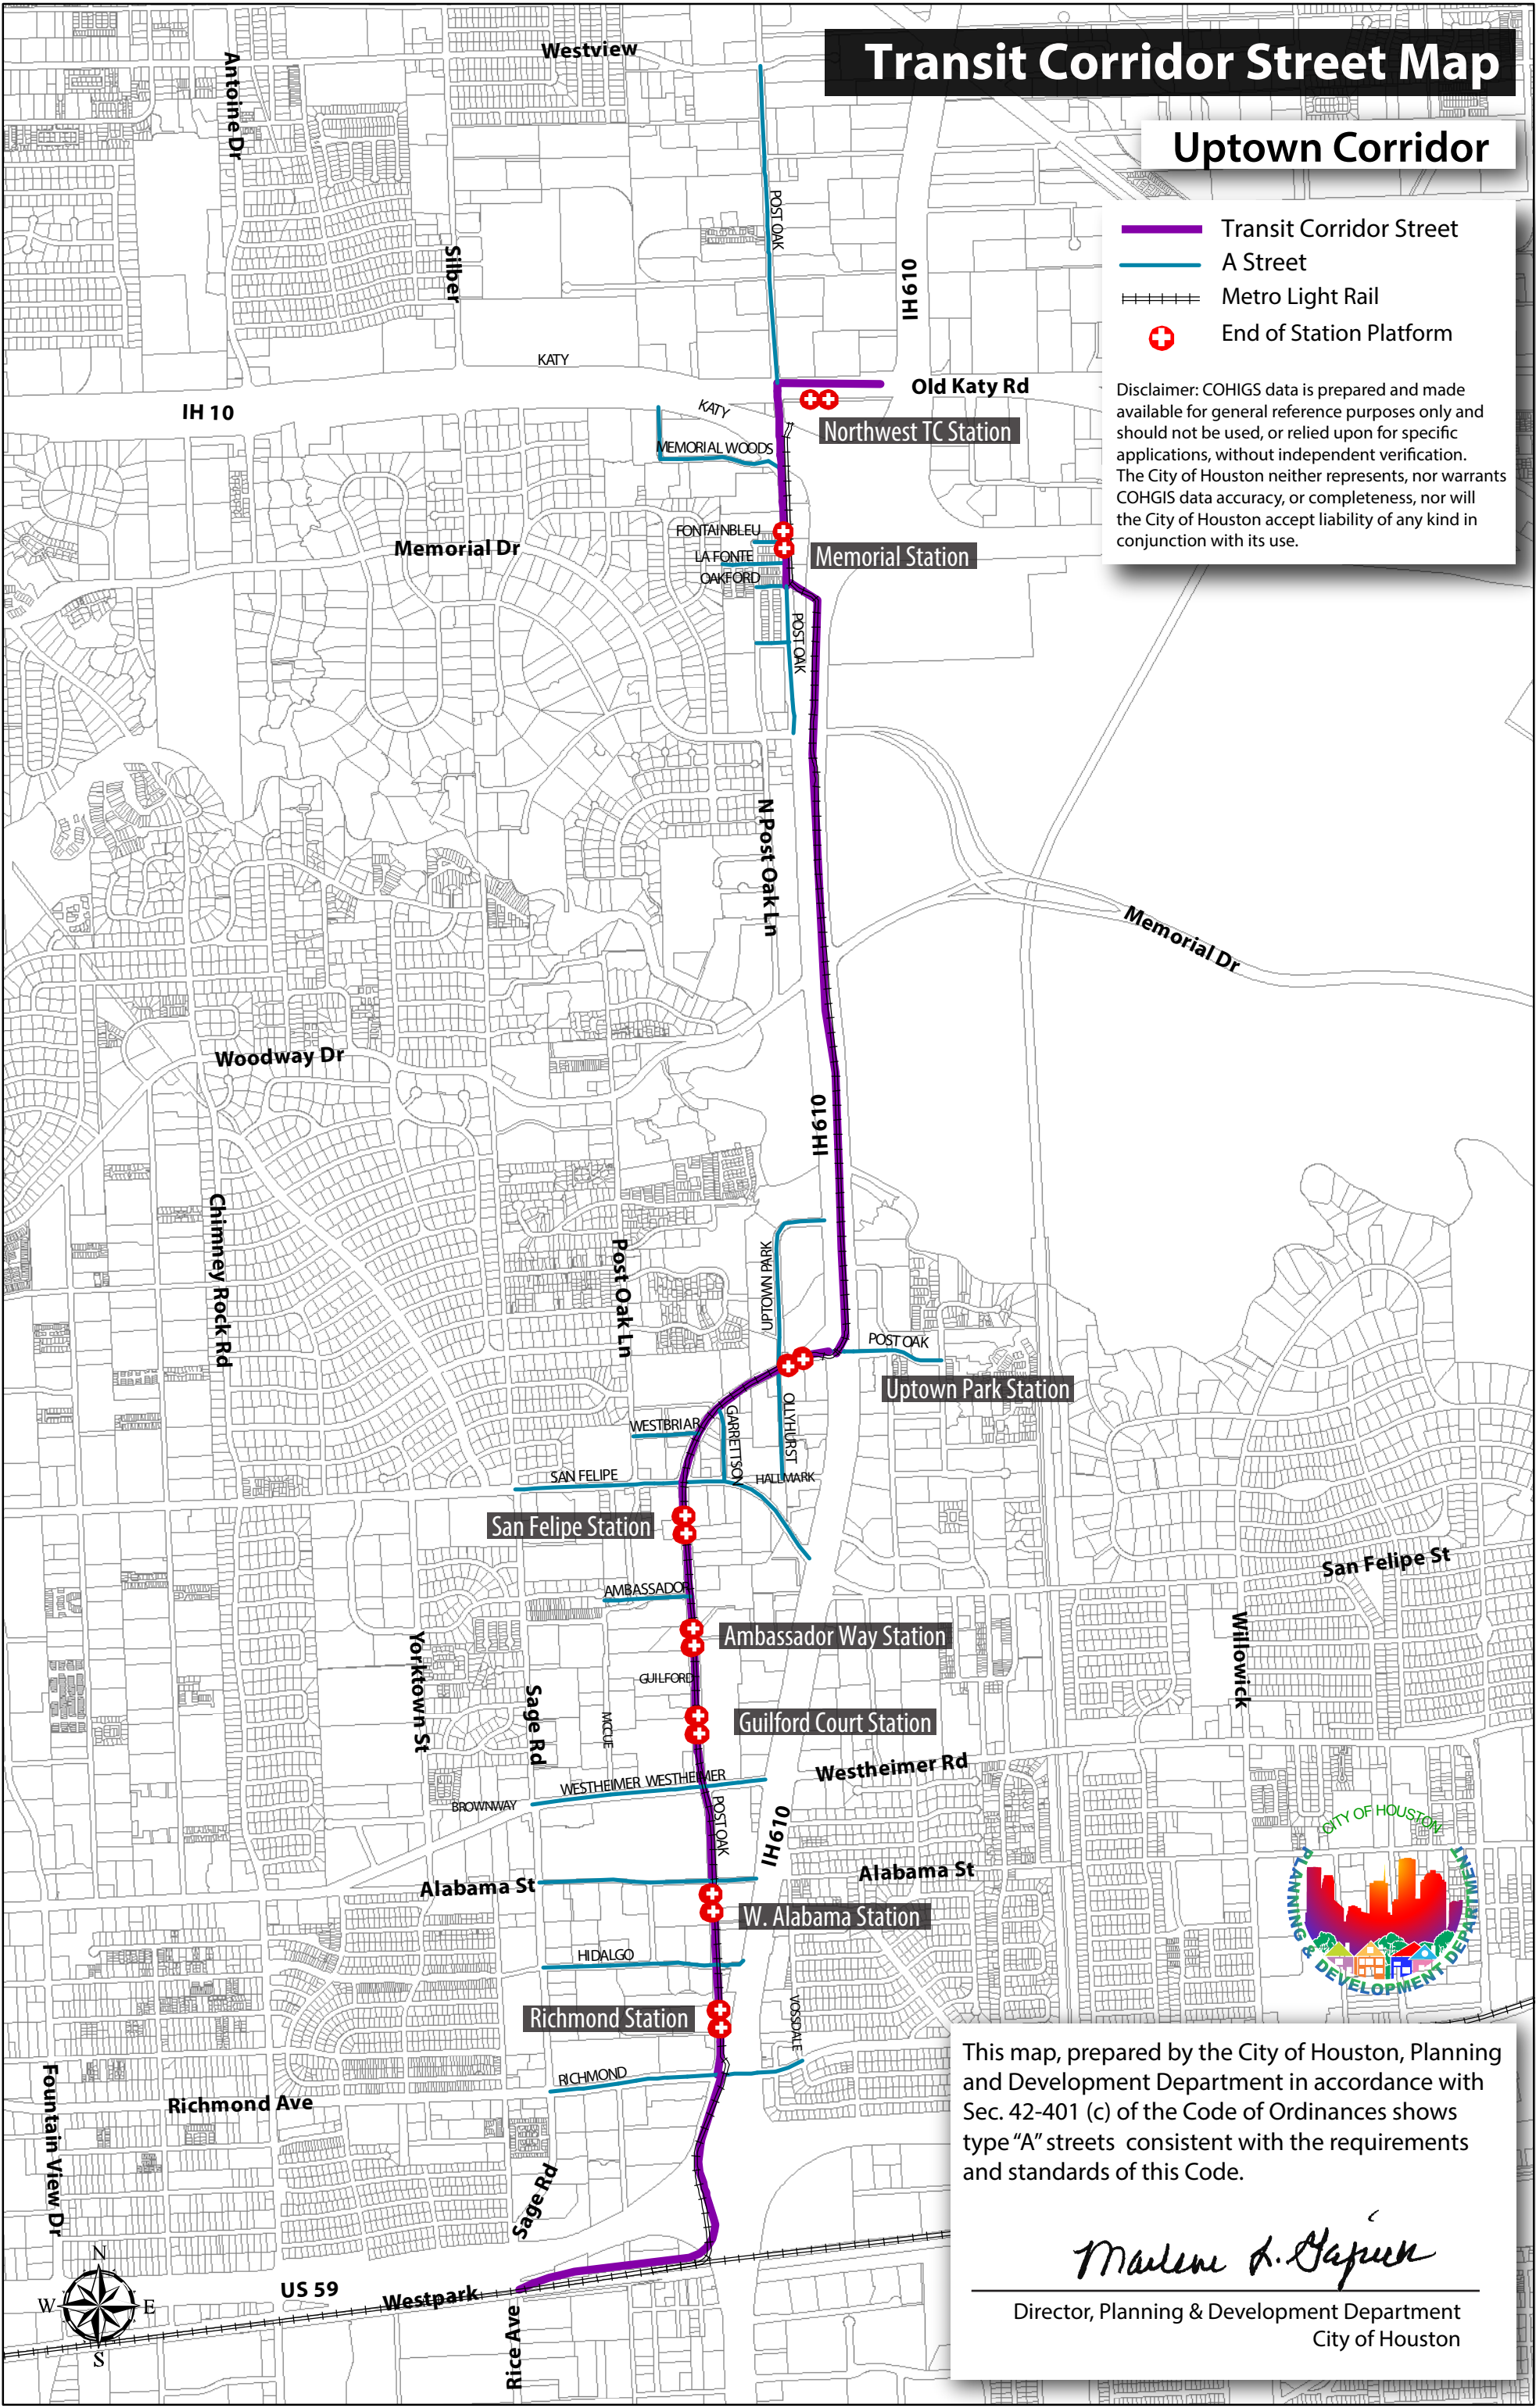 Transit Corridor Street Map
Uptown Corridor
Transit Corridor Street
A Street
Metro Light Rail
End of Station Platform
Disclaimer: COHIGS data is prepared and made
available for general reference purposes only and
should not be used, or relied upon for specific
applications, without independent verification.
The City of Houston neither represents, nor warrants
COHGIS data accuracy, or completeness, nor will
the City of Houston accept liability of any kind in
conjunction with its use.
Westview
Antoine Dr
Silber
POST OAK
IH610
KATY
Old Katy Rd
IH 10
KATY
Northwest TC Station
MEMORIAL WOODS
FONTAINBLEU
Memorial Dr
LA FONTE
Memorial Station
OAKFORD
POST OAK
N Post Oak Ln
Memorial Dr
Woodway Dr
IH610
Chimney Rock Rd
Post Oak Ln
UPTOWN PARK
POST OAK
Uptown Park Station
WESTBRIAR
GARRETTSON
OLLYHURST
SAN FELIPE
HALLMARK
San Felipe Station
San Felipe St
AMBASSADOR
Ambassador Way Station
Willowick
Yorktown St
GUILFORD
Sage Rd
MCCUE
Guilford Court Station
Westheimer Rd
WESTHEIMER WESTHEIMER
BROWNWAY
POST OAK
IH610
Alabama St
Alabama St
W. Alabama Station
HIDALGO
VOSSDALE
Richmond Station
RICHMOND
Richmond Ave
Fountain View Dr
Sage Rd
US 59
Westpark
Rice Ave
N
W E
S
CITY OF HOUSTON
PLANNING & DEVELOPMENT DEPARTMENT
This map, prepared by the City of Houston, Planning
and Development Department in accordance with
Sec. 42-401 (c) of the Code of Ordinances shows
type “A” streets consistent with the requirements
and standards of this Code.
Director, Planning & Development Department
City of Houston